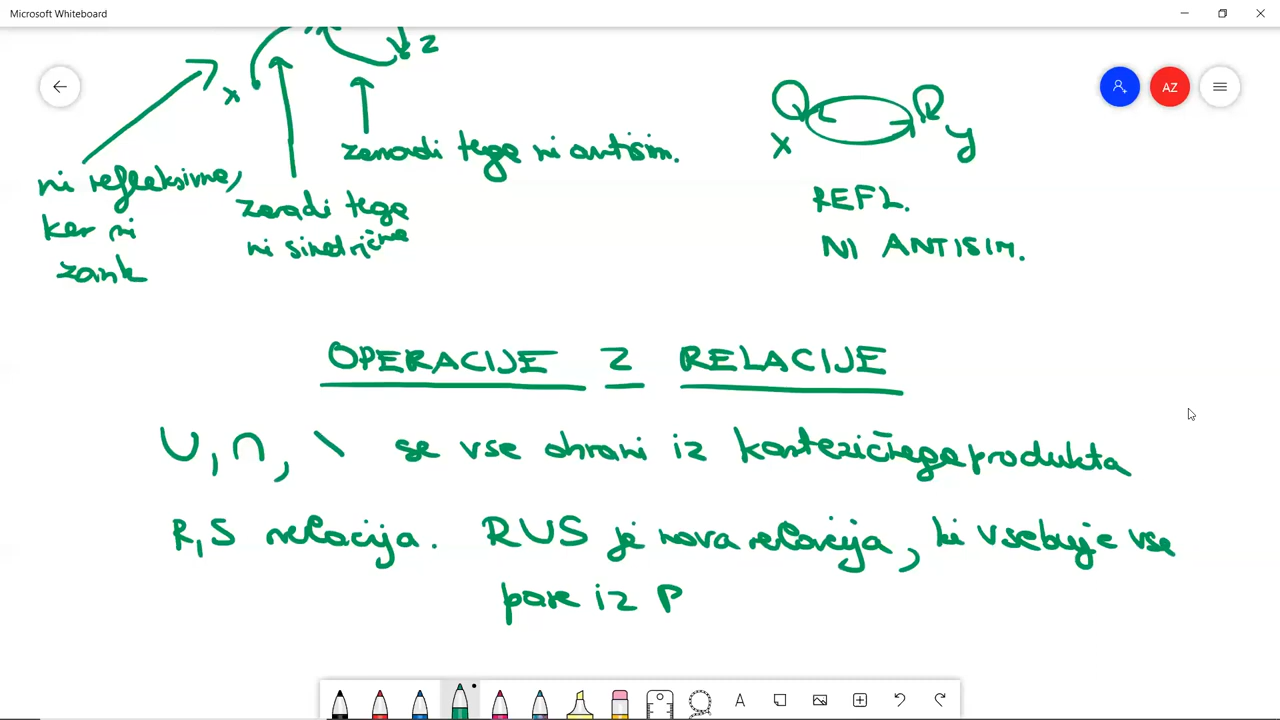 Microsoft Whiteboard
AZ
z
x
zaradi tega ni antisim.
x
y
ni refleksivna,
ker ni
zank
zaradi tega
ni simetrična
REFL.
NI ANTISIM.
OPERACIJE Z RELACIJE
∪, ∩, \ se vse ohrani iz kartezičnega produkta
R, S relacija. R∪S je nova relacija, ki vsebuje vse
pare iz R
A